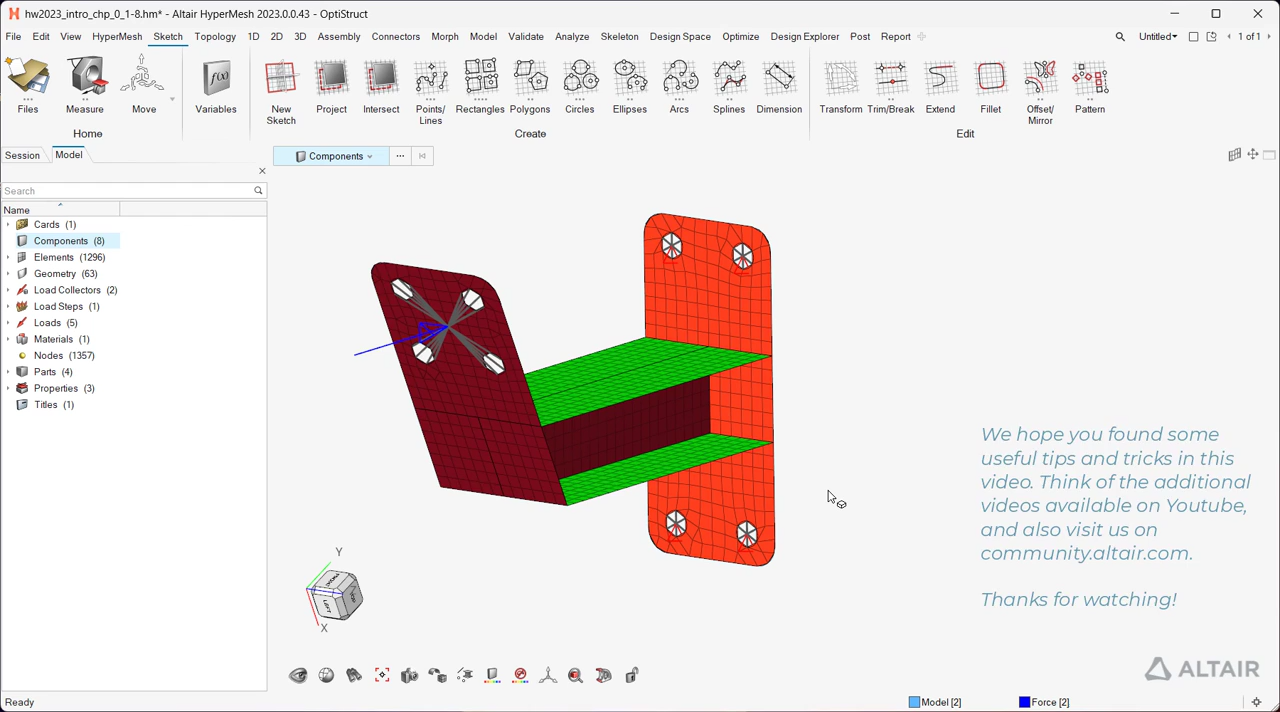 hw2023_intro_chp_0_1-8.hm* - Altair HyperMesh 2023.0.0.43 - OptiStruct
File Edit View HyperMesh Sketch Topology 1D 2D 3D Assembly Connectors Morph Model Validate Analyze Skeleton Design Space Optimize Design Explorer Post Report Untitled 1 of 1
Files Measure Move Variables New Sketch Project Intersect Points/Lines Rectangles Polygons Circles Ellipses Arcs Splines Dimension Transform Trim/Break Extend Fillet Offset/Mirror Pattern
Home Create Edit
Session Model
Components
Search
Name
Cards (1)
Components (8)
Elements (1296)
Geometry (63)
Load Collectors (2)
Load Steps (1)
Loads (5)
Materials (1)
Nodes (1357)
Parts (4)
Properties (3)
Titles (1)
We hope you found some
useful tips and tricks in this
video. Think of the additional
videos available on Youtube,
and also visit us on
community.altair.com.
Thanks for watching!
Y
LEFT
X
ALTAIR
Ready
Model [2] Force [2]